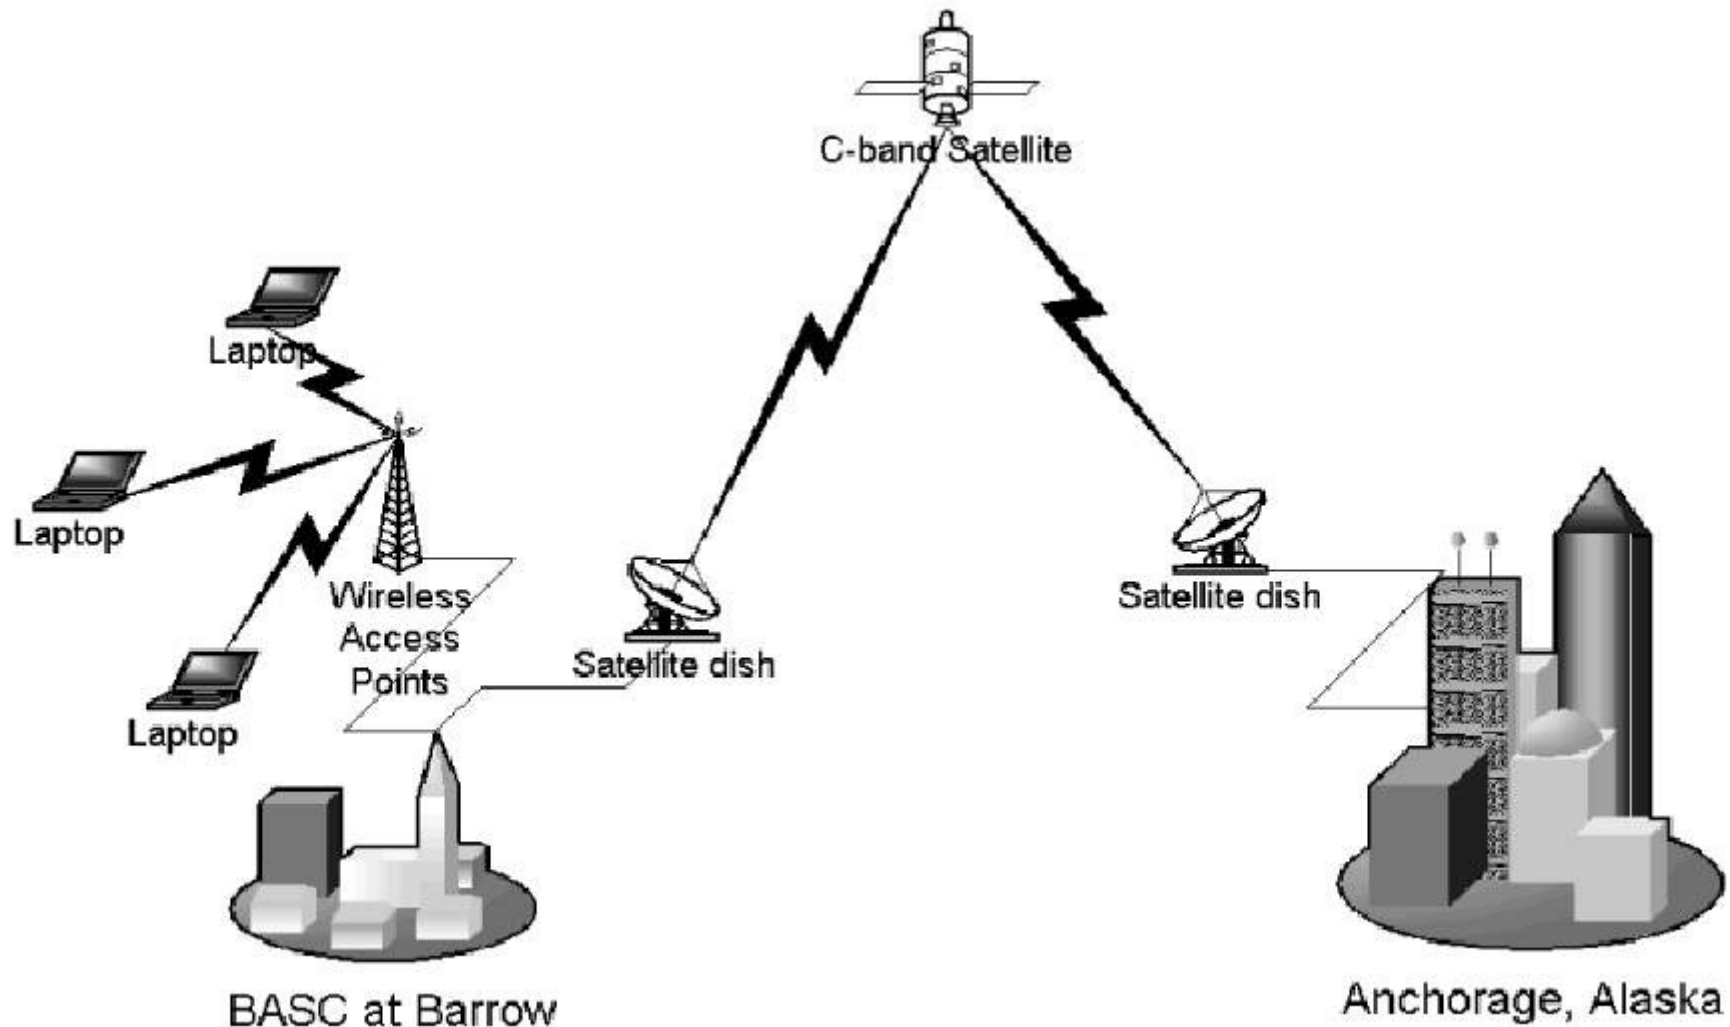 C-band Satellite
Laptop
Laptop
Wireless
Access
Points
Satellite dish
Satellite dish
Laptop
BASC at Barrow
Anchorage, Alaska